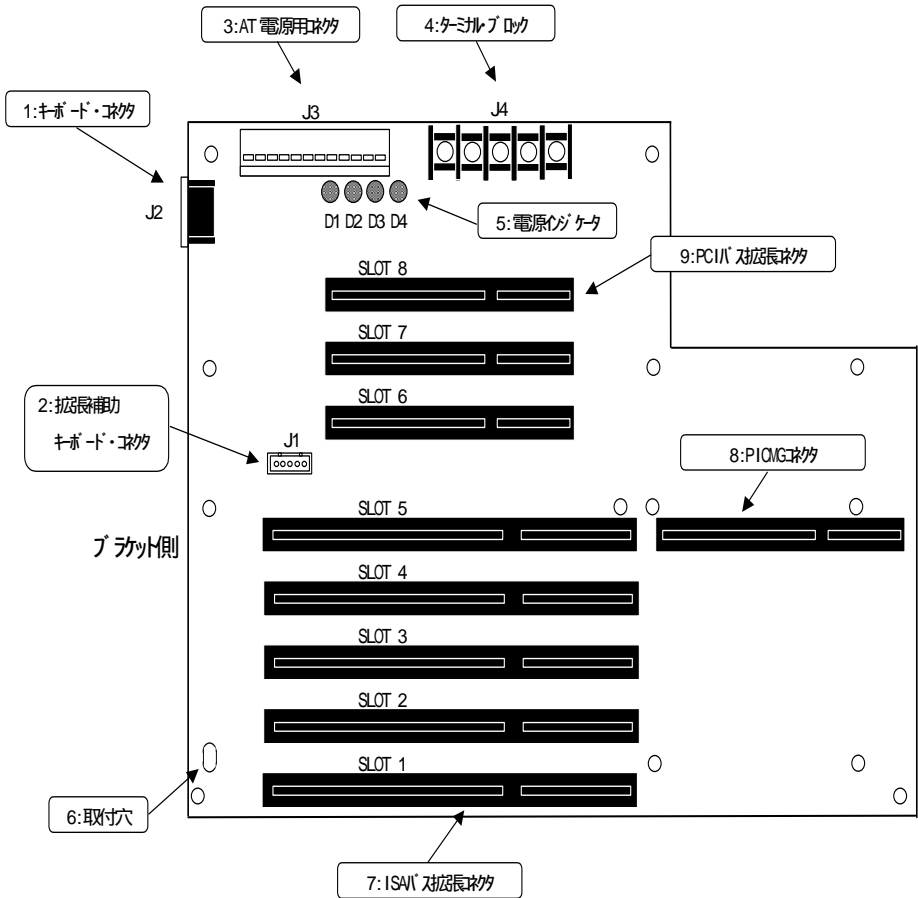 3:AT電源用コネクタ
4:ターミナル・ブロック
1:キーボード・コネクタ
J3
J4
J2
D1 D2 D3 D4
5:電源インジケータ
SLOT 8
9:PCIバス拡張コネクタ
SLOT 7
SLOT 6
2:拡張補助
キーボード・コネクタ
J1
8:PICMGコネクタ
SLOT 5
ブラケット側
SLOT 4
SLOT 3
SLOT 2
SLOT 1
6:取付穴
7:ISAバス拡張コネクタ